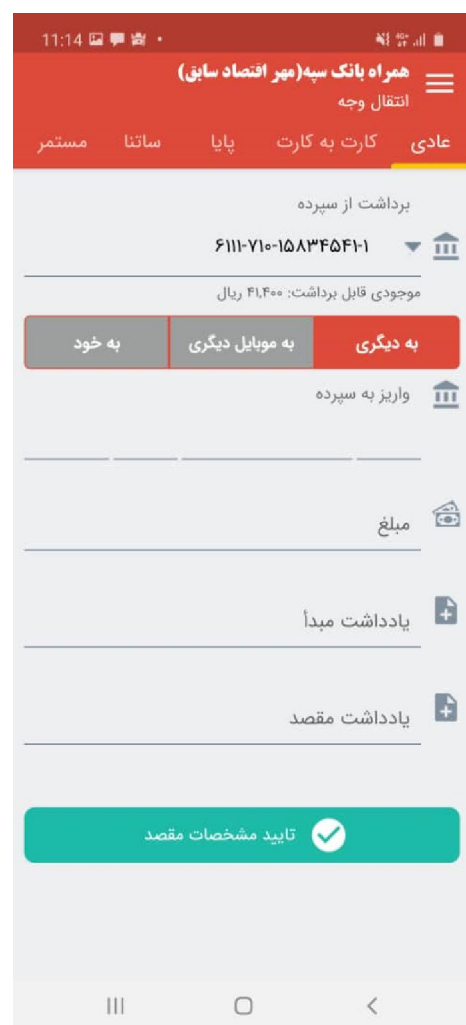 11:14
همراه بانک سپه(مهر اقتصاد سابق)
انتقال وجه
عادی کارت به کارت پایا ساتنا مستمر
برداشت از سپرده
۶۱۱۱-۷۱۰-۱۵۸۳۴۵۴۱-۱
موجودی قابل برداشت: ۴۱,۴۰۰ ریال
به دیگری به موبایل دیگری به خود
واریز به سپرده
مبلغ
یادداشت مبدأ
یادداشت مقصد
تایید مشخصات مقصد